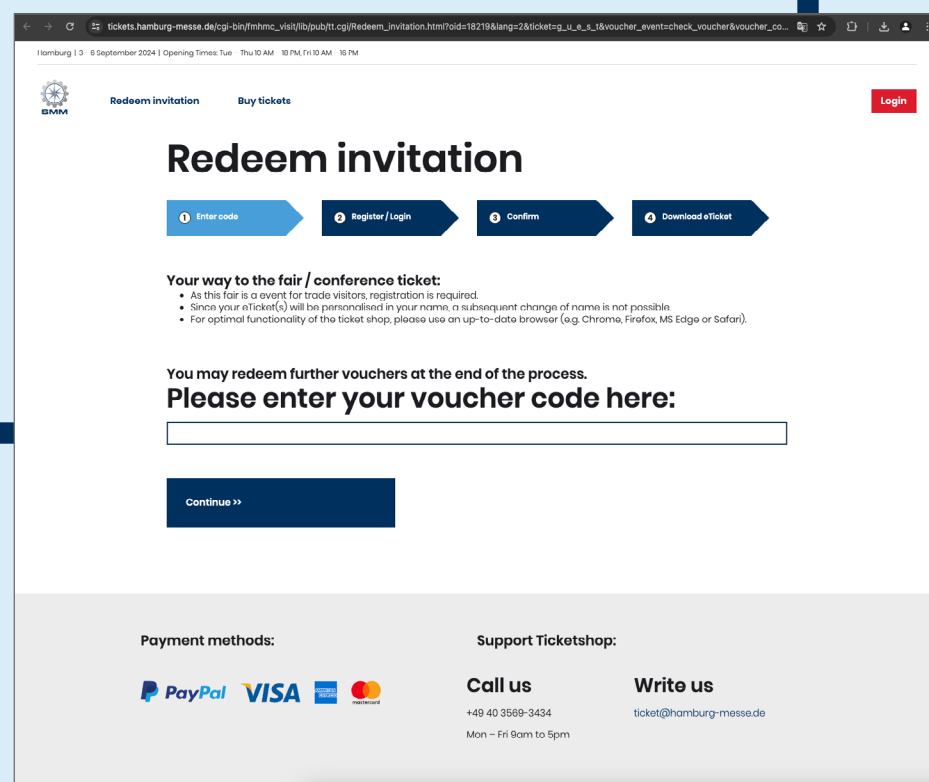 tickets.hamburg-messe.de/cgi-bin/fmhmc_visit/lib/pub/tt.cgi/Redeem_invitation.html?oid=18219&lang=2&ticket=g_u_e_s_t&voucher_event=check_voucher&voucher_co...
Hamburg | 3 - 6 September 2024 | Opening Times: Tue - Thu 10 AM - 18 PM, Fri 10 AM - 16 PM
SMM
Redeem invitation
Buy tickets
Login
Redeem invitation
1 Enter code
2 Register / Login
3 Confirm
4 Download eTicket
Your way to the fair / conference ticket:
• As this fair is a event for trade visitors, registration is required.
• Since your eTicket(s) will be personalised in your name, a subsequent change of name is not possible.
• For optimal functionality of the ticket shop, please use an up-to-date browser (e.g. Chrome, Firefox, MS Edge or Safari).
You may redeem further vouchers at the end of the process.
Please enter your voucher code here:
Continue >>
Payment methods:
PayPal VISA AMERICAN EXPRESS mastercard
Support Ticketshop:
Call us
+49 40 3569-3434
Mon – Fri 9am to 5pm
Write us
ticket@hamburg-messe.de